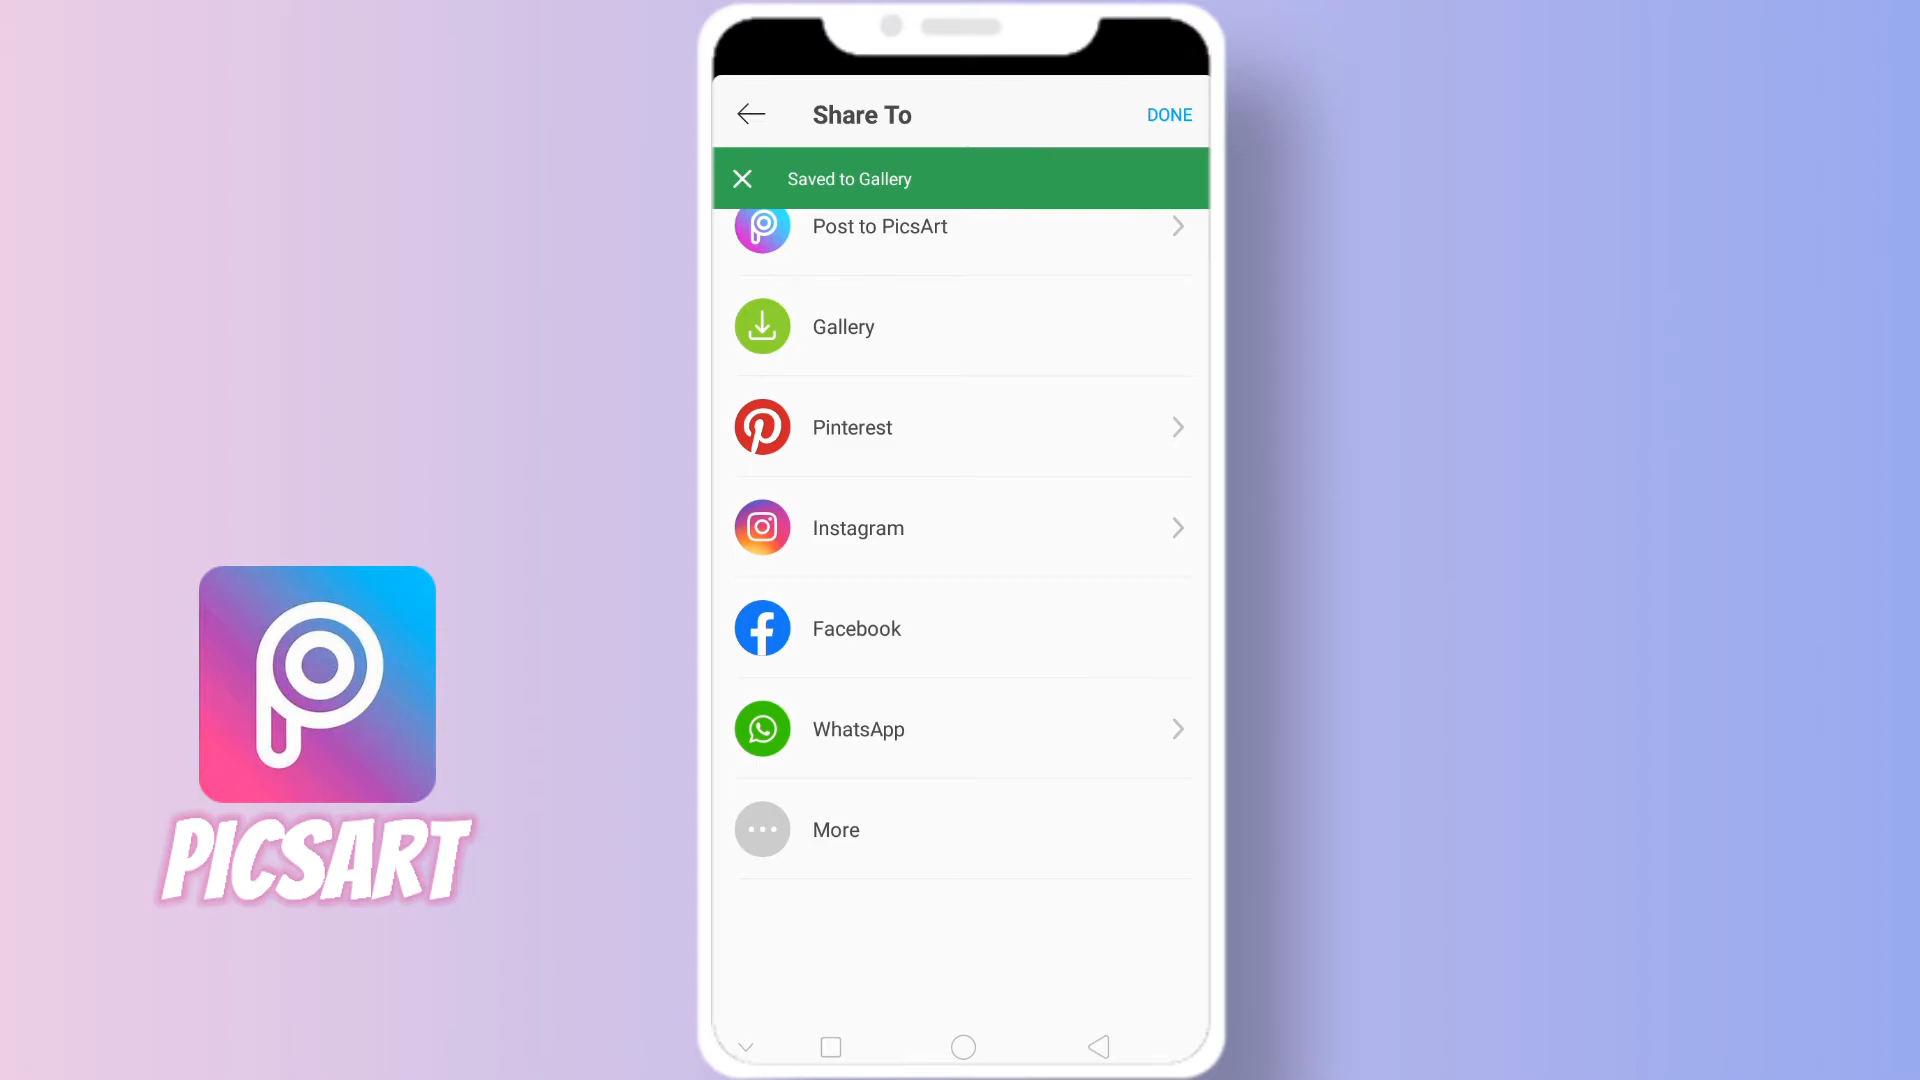 Share To
DONE
Saved to Gallery
Post to PicsArt
Gallery
Pinterest
Instagram
Facebook
WhatsApp
More
PICSART